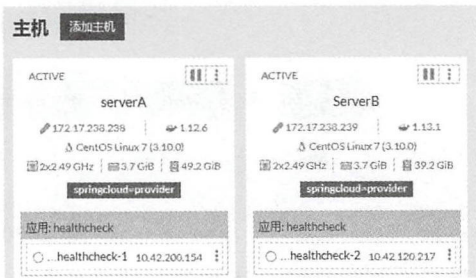 主机 添加主机
ACTIVE
serverA
172.17.238.238 1.12.6
CentOS Linux 7 (3.10.0)
2x2.49 GHz 3.7 GiB 49.2 GiB
springcloud=provider
应用: healthcheck
...healthcheck-1 10.42.200.154
ACTIVE
ServerB
172.17.238.239 1.13.1
CentOS Linux 7 (3.10.0)
2x2.49 GHz 3.7 GiB 39.2 GiB
springcloud=provider
应用: healthcheck
...healthcheck-2 10.42.120.217